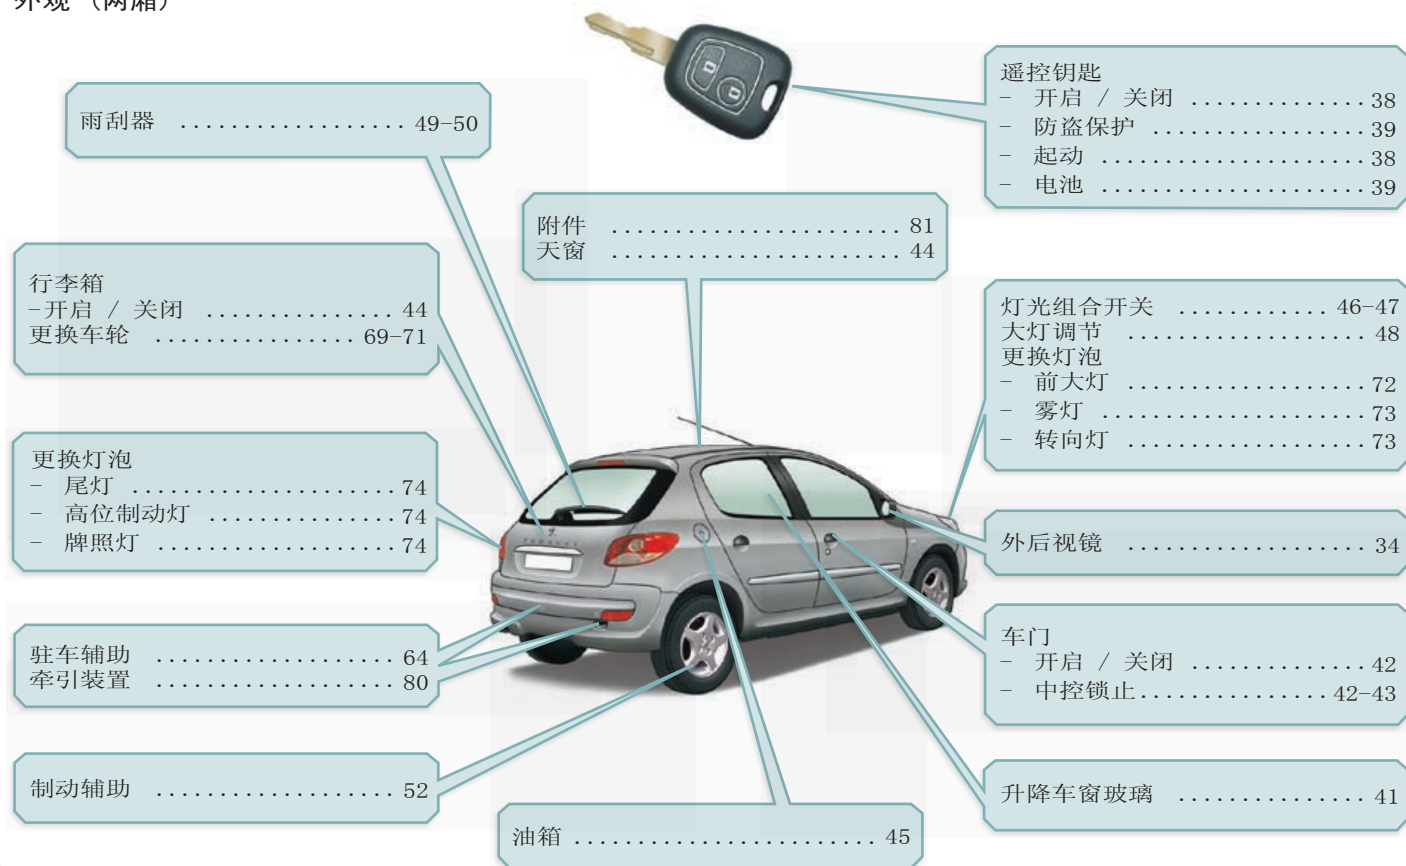 外观 （两厢）
遥控钥匙
- 开启 / 关闭 .............. 38
- 防盗保护 ................. 39
- 起动 ..................... 38
- 电池 ..................... 39
雨刮器 .................. 49-50
附件 ....................... 81
天窗 ....................... 44
行李箱
-开启 / 关闭 ............... 44
更换车轮 ................ 69-71
灯光组合开关 ............ 46-47
大灯调节 ................... 48
更换灯泡
- 前大灯 ................... 72
- 雾灯 ..................... 73
- 转向灯 ................... 73
更换灯泡
- 尾灯 ..................... 74
- 高位制动灯 ............... 74
- 牌照灯 ................... 74
外后视镜 ................... 34
驻车辅助 ................... 64
牵引装置 ................... 80
车门
- 开启 / 关闭 .............. 42
- 中控锁止............... 42-43
制动辅助 ................... 52
升降车窗玻璃 ............... 41
油箱 ........................ 45